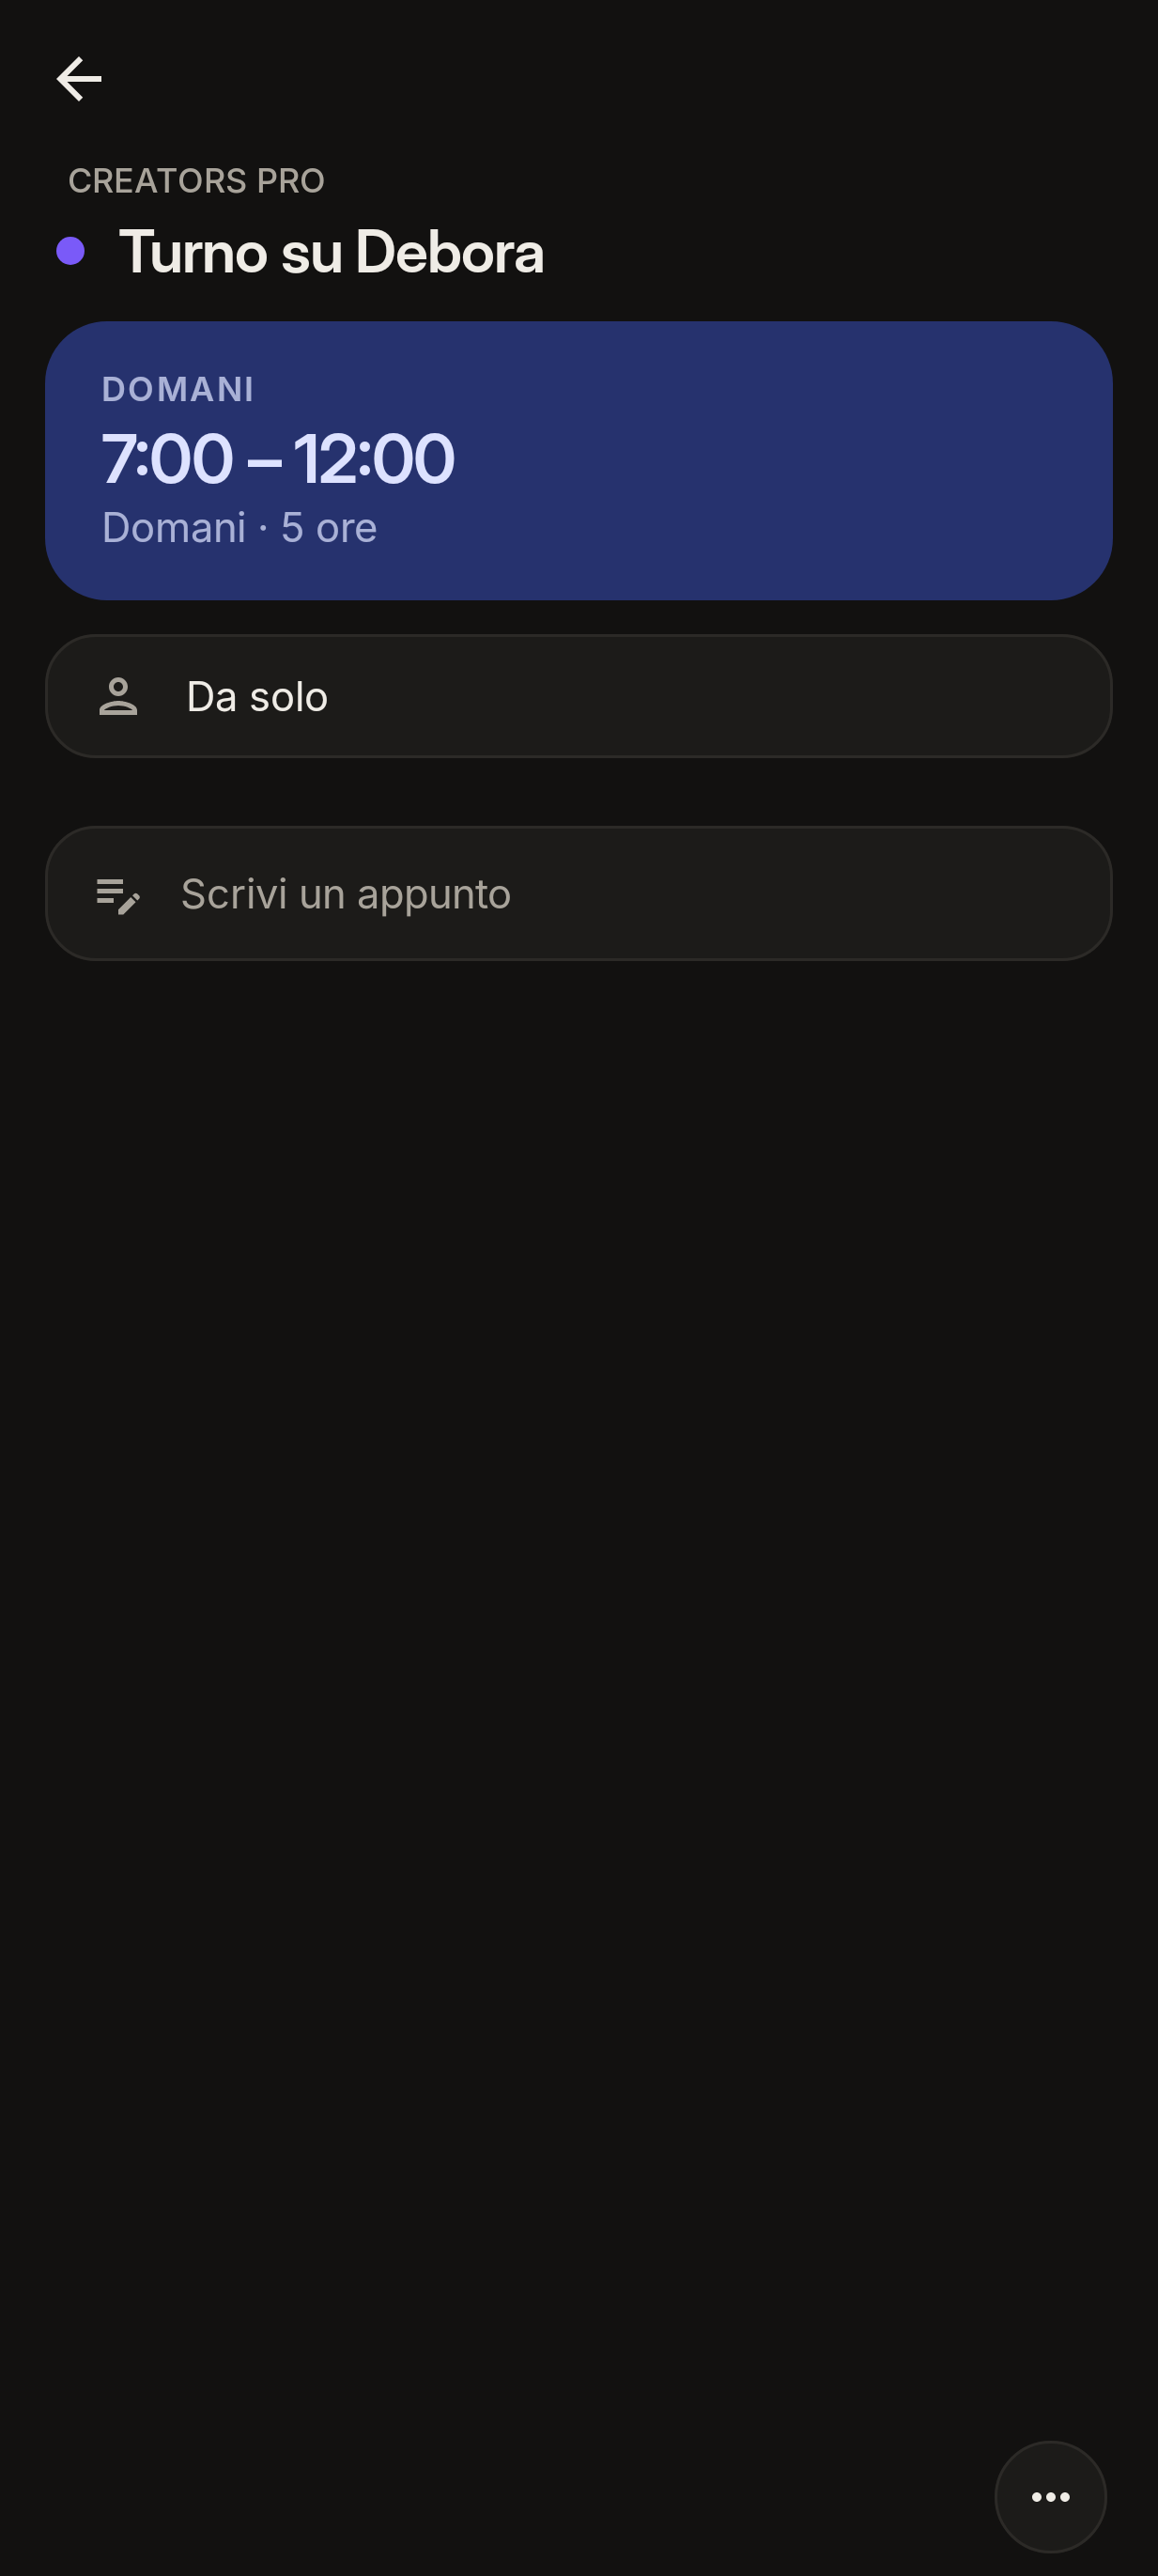 CREATORS PRO
Turno su Debora
DOMANI
7:00 – 12:00
Domani · 5 ore
Da solo
Scrivi un appunto